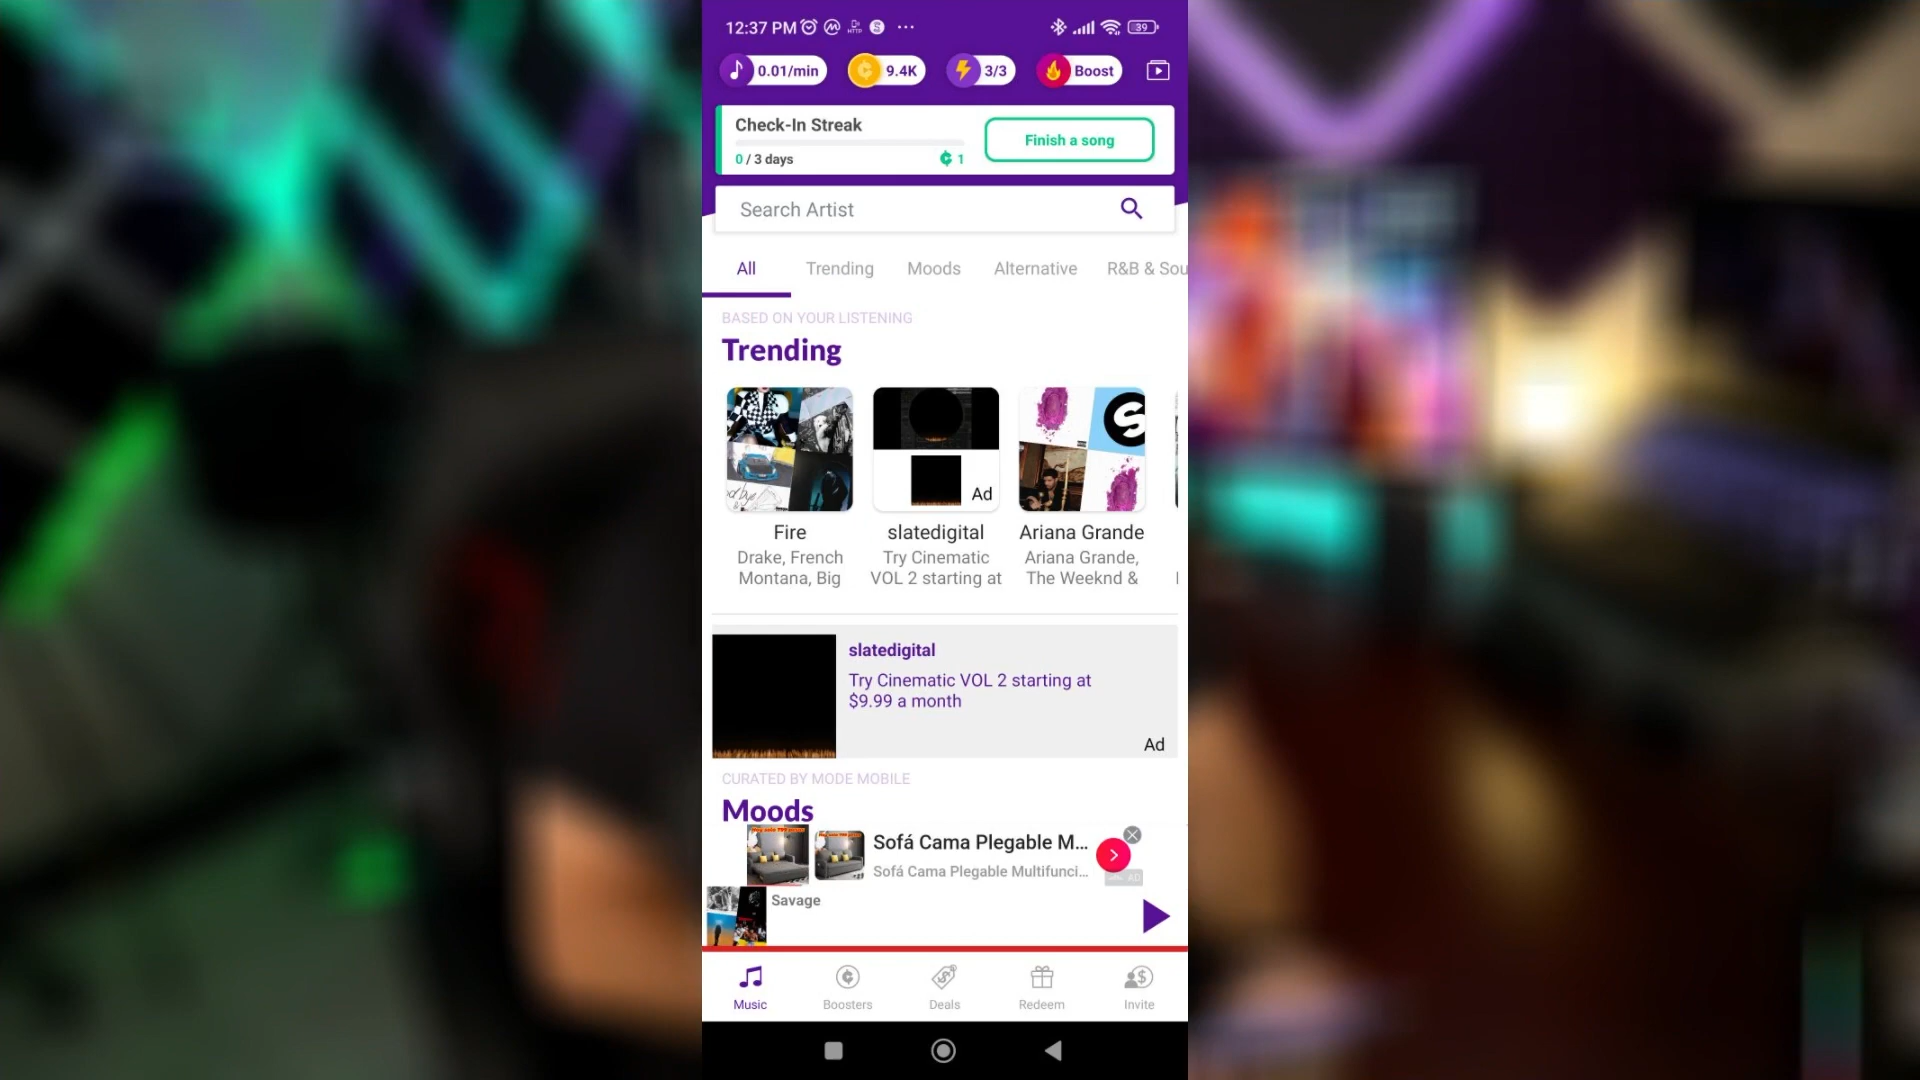 12:37 PM
39
0.01/min
9.4K
3/3
Boost
Check-In Streak
0 / 3 days
1
Finish a song
Search Artist
All
Trending
Moods
Alternative
R&B & Sou
BASED ON YOUR LISTENING
Trending
Ad
S
Fire
slatedigital
Ariana Grande
Drake, French
Montana, Big
Try Cinematic
VOL 2 starting at
Ariana Grande,
The Weeknd &
slatedigital
Try Cinematic VOL 2 starting at
$9.99 a month
Ad
CURATED BY MODE MOBILE
Moods
Sofá Cama Plegable M...
Sofá Cama Plegable Multifunci...
AD
Savage
Music
Boosters
Deals
Redeem
Invite